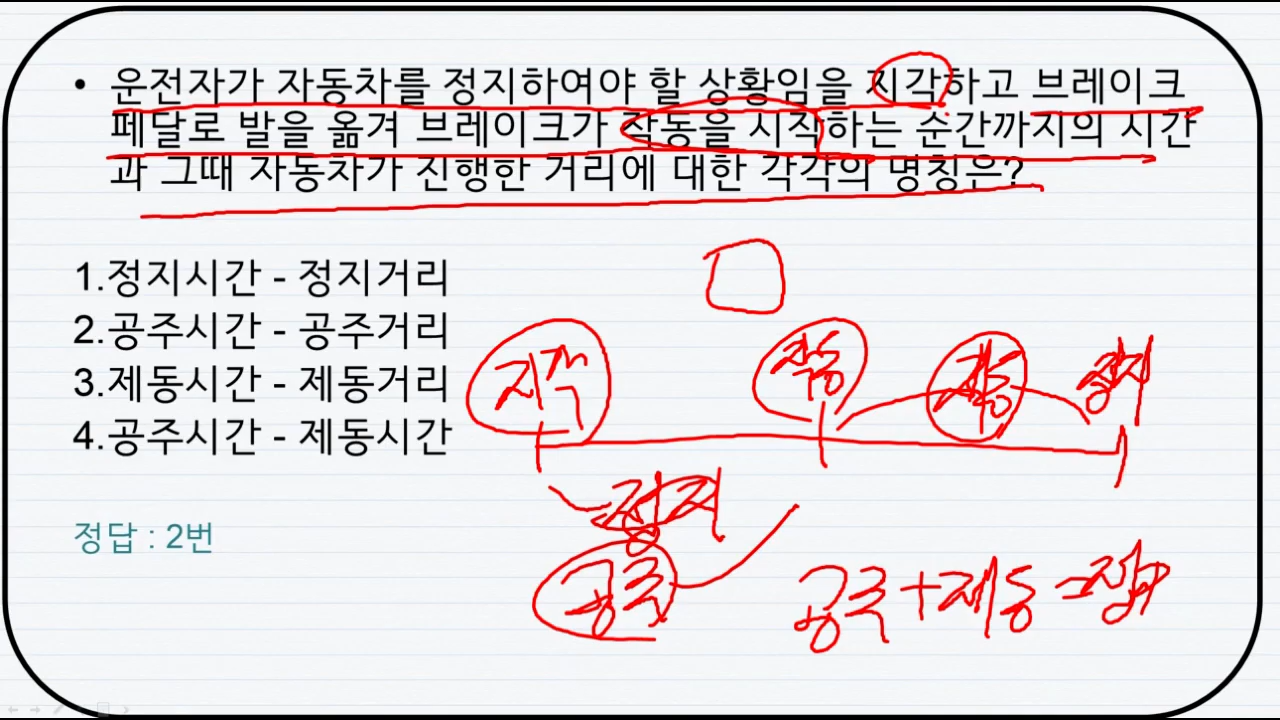 • 운전자가 자동차를 정지하여야 할 상황임을 지각하고 브레이크
페달로 발을 옮겨 브레이크가 작동을 시작하는 순간까지의 시간
과 그때 자동차가 진행한 거리에 대한 각각의 명칭은?
1.정지시간 - 정지거리
2.공주시간 - 공주거리
3.제동시간 - 제동거리
4.공주시간 - 제동시간
지각 작동 제동 정지
정지
정답 : 2번
공주
공주+제동=정지